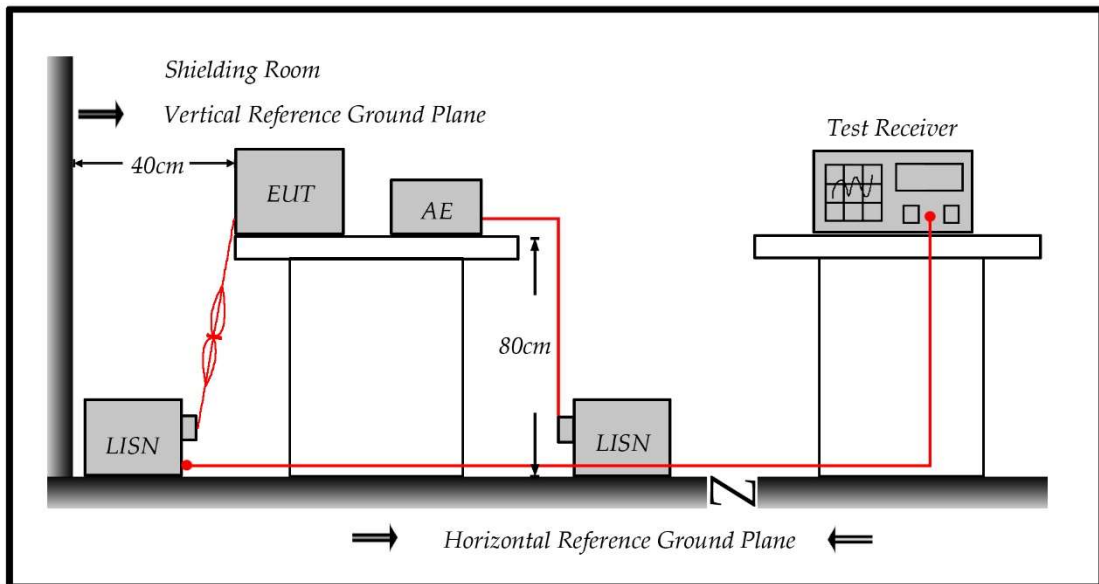 Shielding Room
Vertical Reference Ground Plane
Test Receiver
40cm
EUT
AE
80cm
LISN
LISN
Horizontal Reference Ground Plane